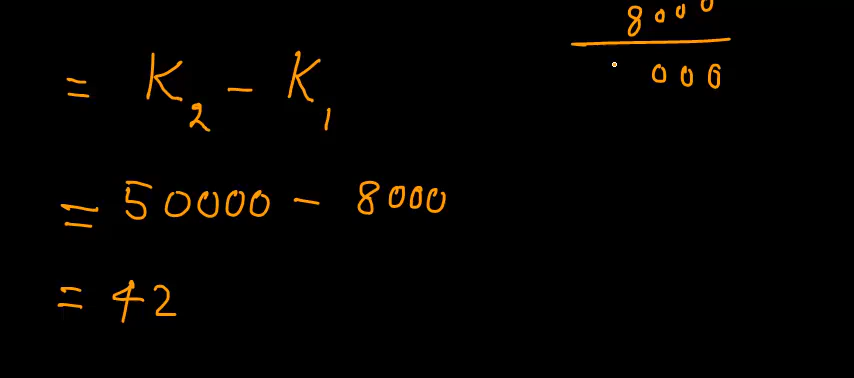 8000
000
= K₂ - K₁
= 50000 - 8000
= 42